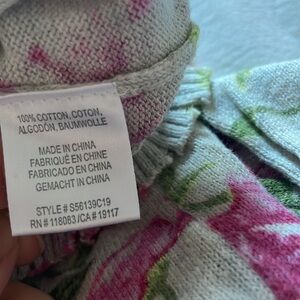 100% COTTON, COTON,
ALGODÓN, BAUMWOLLE
MADE IN CHINA
FABRIQUÉ EN CHINE
FABRICADO EN CHINA
GEMACHT IN CHINA
STYLE # S56139C19
RN # 118083 /CA # 19117